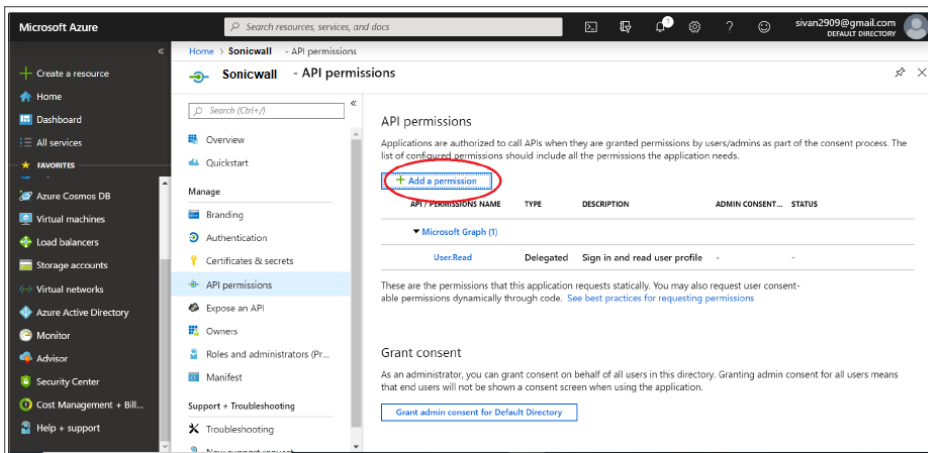 Microsoft Azure
Search resources, services, and docs
1
?
sivan2909@gmail.com
DEFAULT DIRECTORY
«
Create a resource
Home
Dashboard
All services
FAVORITES
Azure Cosmos DB
Virtual machines
Load balancers
Storage accounts
Virtual networks
Azure Active Directory
Monitor
Advisor
Security Center
Cost Management + Bill...
Help + support
Home > Sonicwall - API permissions
Sonicwall - API permissions
Search (Ctrl+/)
«
Overview
Quickstart
Manage
Branding
Authentication
Certificates & secrets
API permissions
Expose an API
Owners
Roles and administrators (Pr...
Manifest
Support + Troubleshooting
Troubleshooting
New support request
API permissions
Applications are authorized to call APIs when they are granted permissions by users/admins as part of the consent process. The
list of configured permissions should include all the permissions the application needs.
+ Add a permission
API / PERMISSIONS NAME TYPE DESCRIPTION ADMIN CONSENT... STATUS
Microsoft Graph (1)
User.Read Delegated Sign in and read user profile - -
These are the permissions that this application requests statically. You may also request user consent-
able permissions dynamically through code. See best practices for requesting permissions
Grant consent
As an administrator, you can grant consent on behalf of all users in this directory. Granting admin consent for all users means
that end users will not be shown a consent screen when using the application.
Grant admin consent for Default Directory